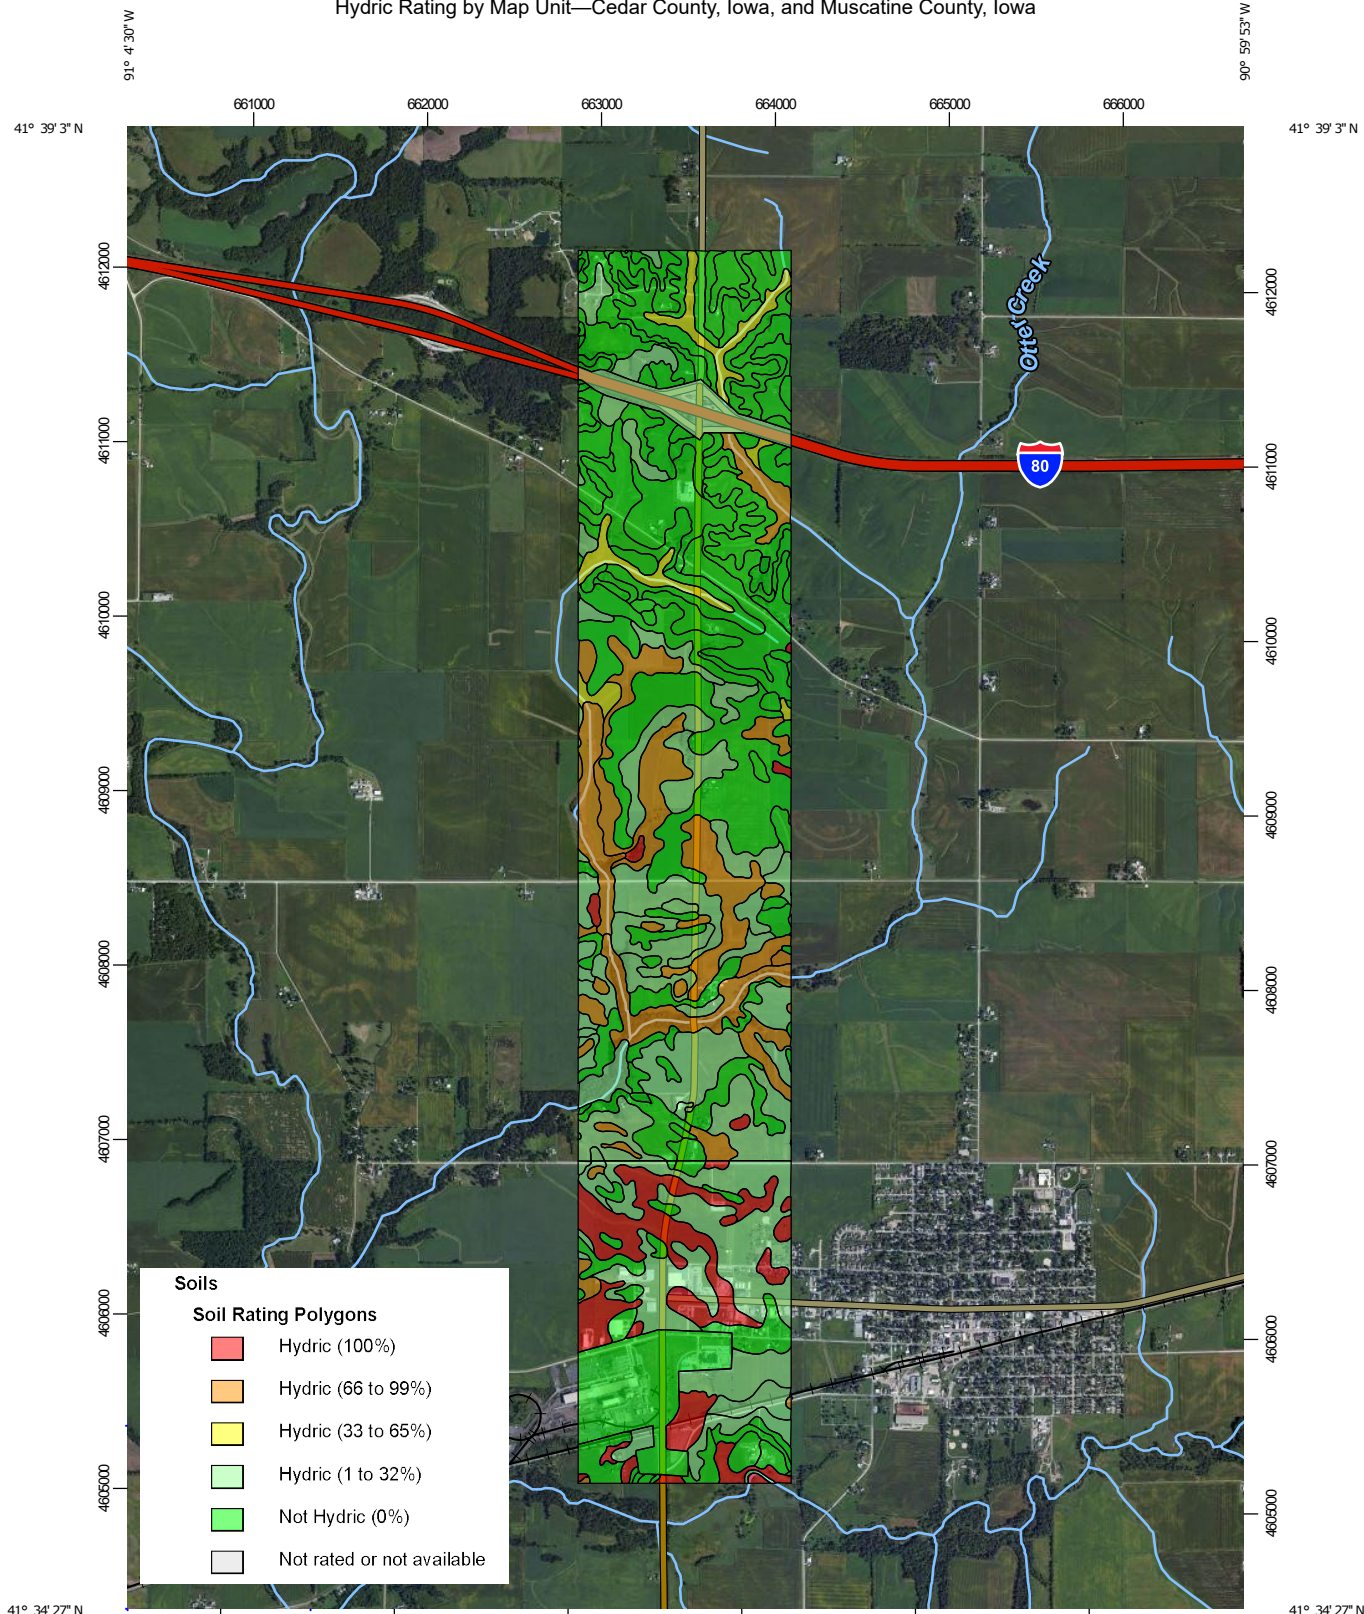 Hydric Rating by Map Unit—Cedar County, Iowa, and Muscatine County, Iowa
91° 4' 30'' W
90° 59' 53'' W
661000
662000
663000
664000
665000
666000
41° 39' 3'' N
41° 39' 3'' N
4612000
4612000
Otter Creek
4611000
4611000
80
4610000
4610000
4609000
4609000
4608000
4608000
4607000
4607000
4606000
4606000
4605000
4605000
Soils
Soil Rating Polygons
Hydric (100%)
Hydric (66 to 99%)
Hydric (33 to 65%)
Hydric (1 to 32%)
Not Hydric (0%)
Not rated or not available
41° 34' 27'' N
41° 34' 27'' N